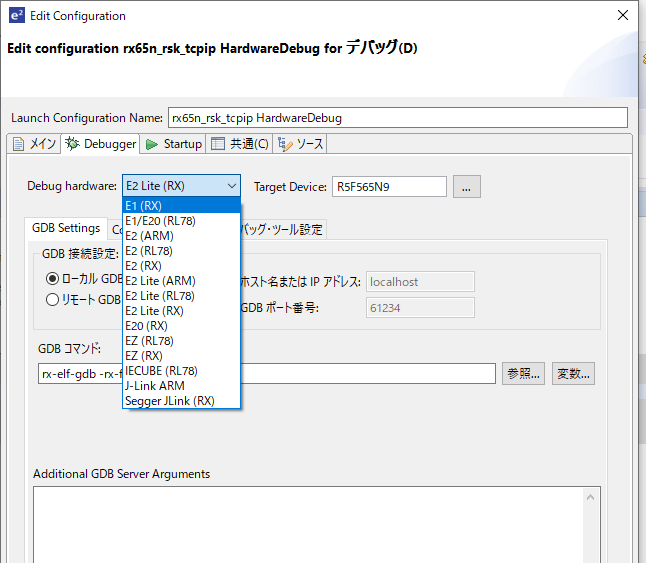 e² Edit Configuration
Edit configuration rx65n_rsk_tcpip HardwareDebug for デバッグ(D)
Launch Configuration Name: rx65n_rsk_tcpip HardwareDebug
メイン Debugger Startup 共通(C) ソース
Debug hardware: E2 Lite (RX) Target Device: R5F565N9 ...
E1 (RX)
E1/E20 (RL78)
E2 (ARM)
E2 (RL78)
E2 (RX)
E2 Lite (ARM)
E2 Lite (RL78)
E2 Lite (RX)
E20 (RX)
EZ (RL78)
EZ (RX)
IECUBE (RL78)
J-Link ARM
Segger JLink (RX)
GDB Settings バッグ・ツール設定
GDB 接続設定:
ローカル GDB ホスト名または IP アドレス: localhost
リモート GDB GDB ポート番号: 61234
GDB コマンド:
rx-elf-gdb -rx-f 参照... 変数...
Additional GDB Server Arguments